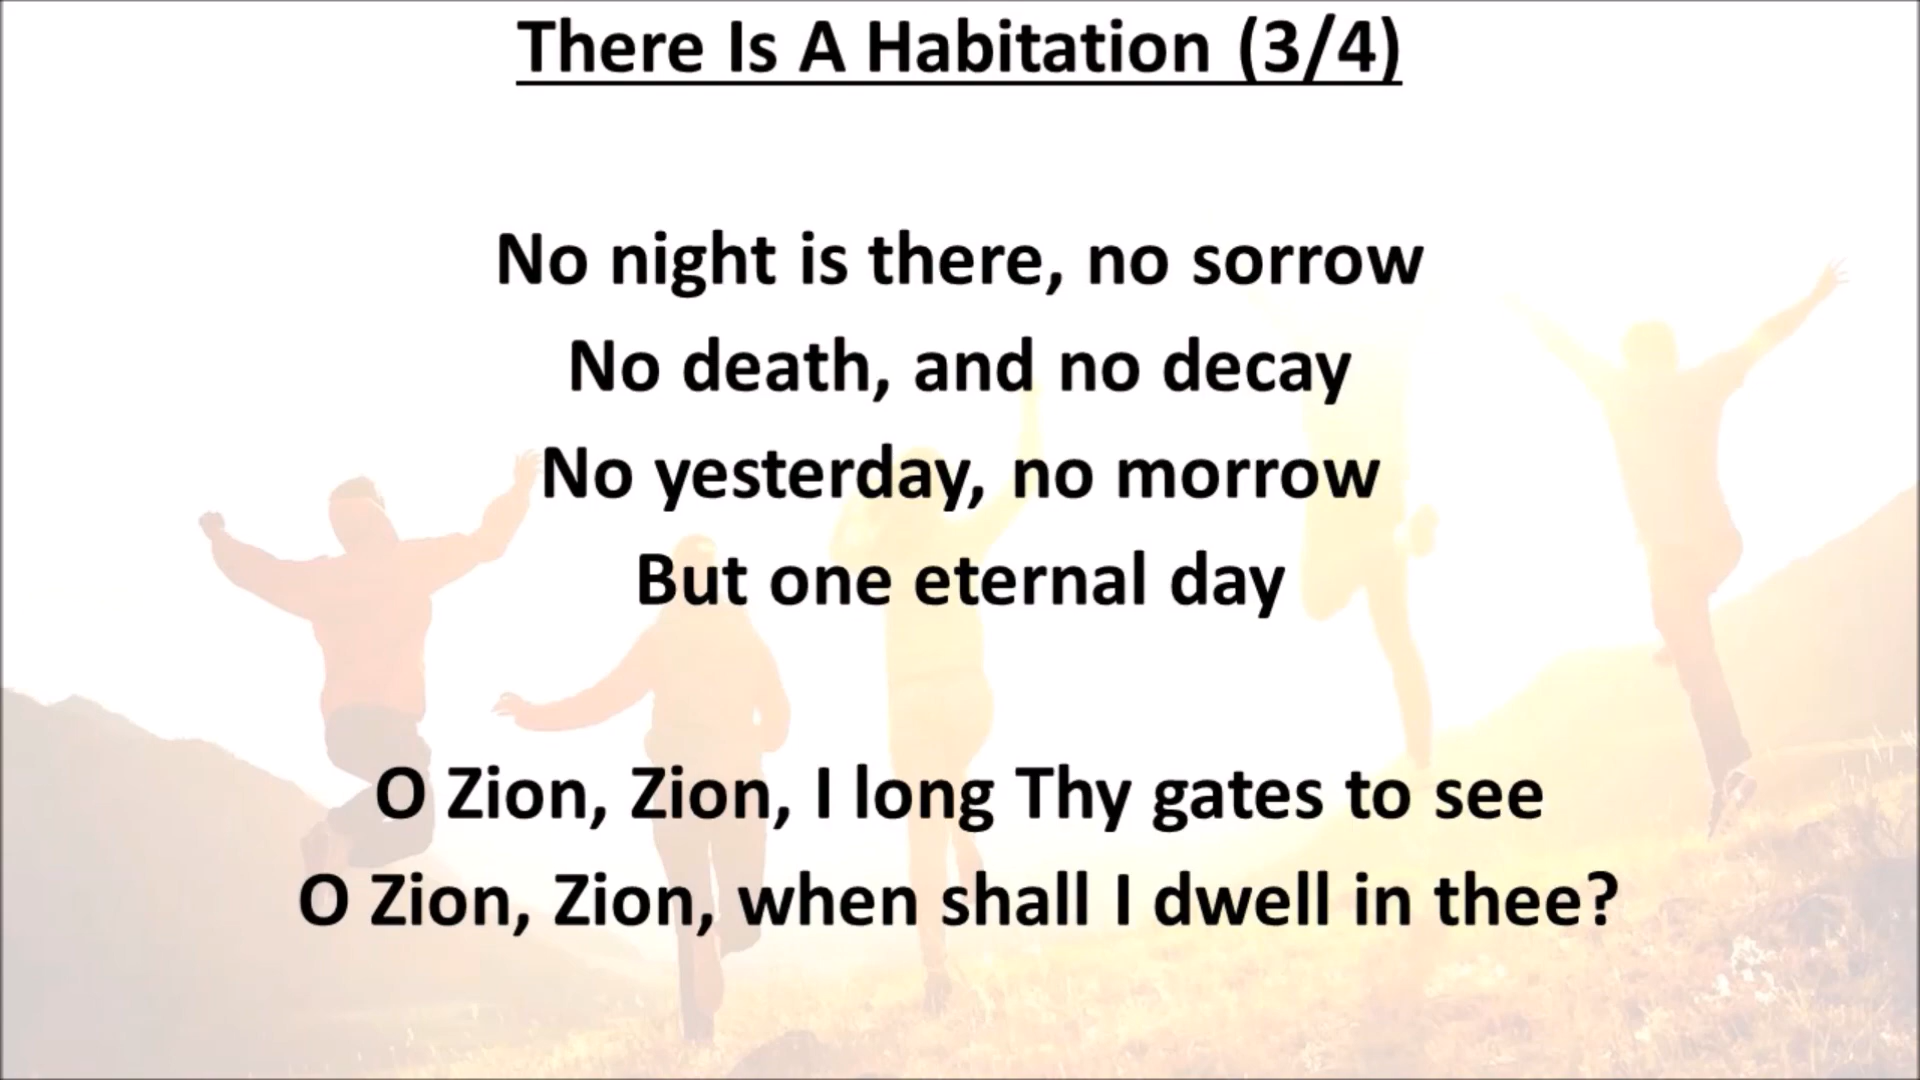 There Is A Habitation (3/4)
No night is there, no sorrow
No death, and no decay
No yesterday, no morrow
But one eternal day
O Zion, Zion, I long Thy gates to see
O Zion, Zion, when shall I dwell in thee?